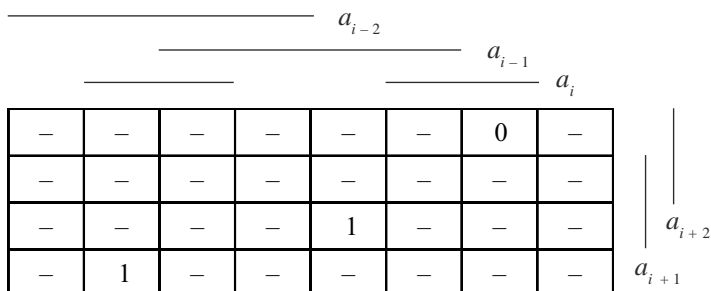 a_{i − 2}
a_{i − 1}
a_i
– – – – – – 0 –
– – – – – – – –
– – – – 1 – – –
a_{i + 2}
– 1 – – – – – –
a_{i + 1}